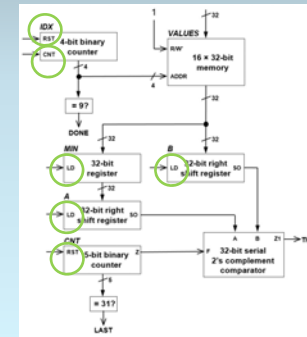 IDX
RST
CNT
4-bit binary
counter
4
= 9?
DONE
1
32
VALUES
R/W'
16 × 32-bit
memory
4
ADDR
32
32
MIN
LD
32-bit
register
32
B
LD
32-bit right
shift register
SO
32
A
LD
32-bit right
shift register
SO
CNT
RST
5-bit binary
counter
Z
5
= 31?
LAST
A
B
Z1
F
32-bit serial
2's complement
comparator